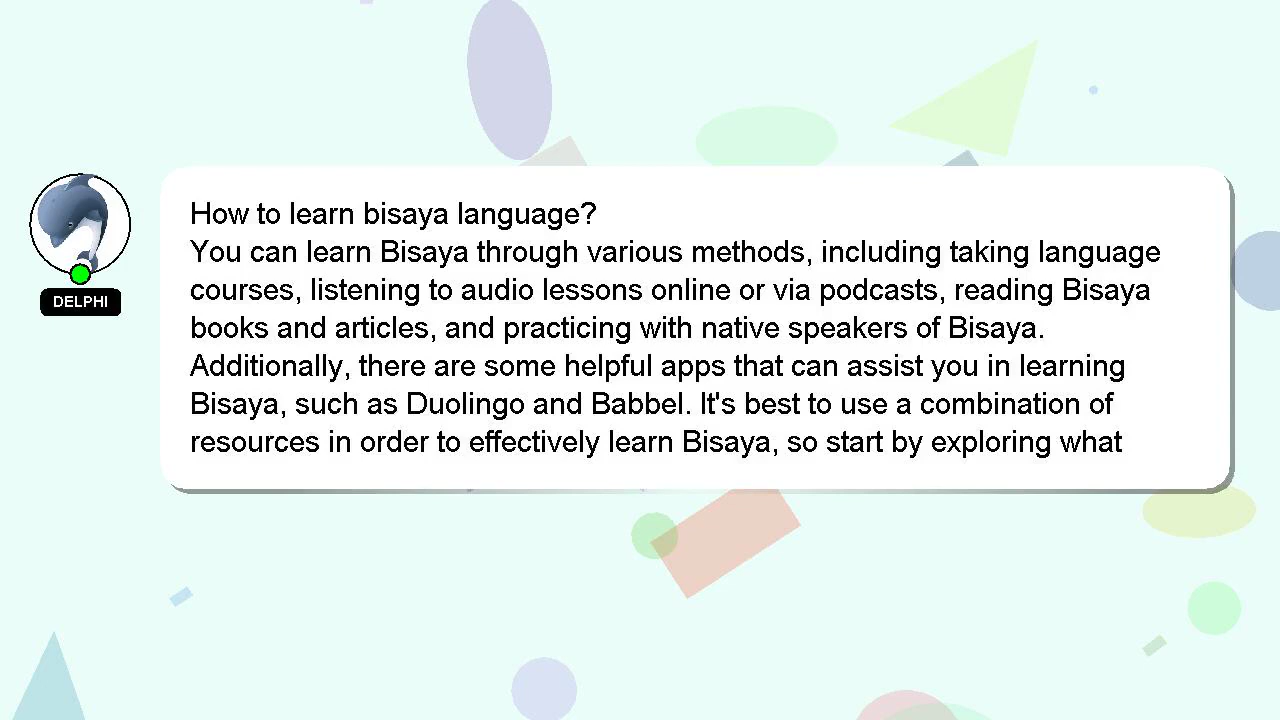 How to learn bisaya language?
You can learn Bisaya through various methods, including taking language
courses, listening to audio lessons online or via podcasts, reading Bisaya
books and articles, and practicing with native speakers of Bisaya.
Additionally, there are some helpful apps that can assist you in learning
Bisaya, such as Duolingo and Babbel. It's best to use a combination of
resources in order to effectively learn Bisaya, so start by exploring what
DELPHI